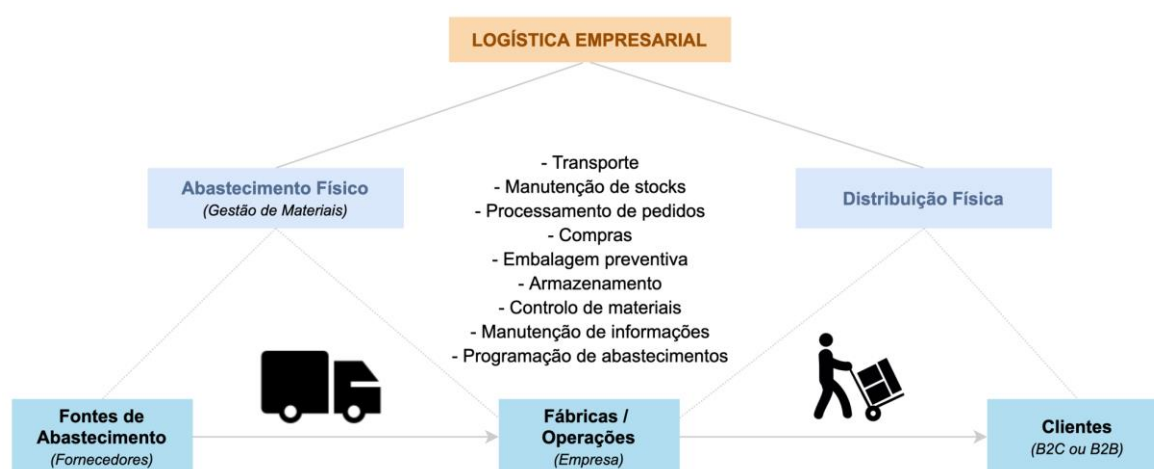 LOGÍSTICA EMPRESARIAL
Abastecimento Físico
(Gestão de Materiais)
- Transporte
- Manutenção de stocks
- Processamento de pedidos
- Compras
- Embalagem preventiva
- Armazenamento
- Controlo de materiais
- Manutenção de informações
- Programação de abastecimentos
Distribuição Física
Fontes de
Abastecimento
(Fornecedores)
Fábricas /
Operações
(Empresa)
Clientes
(B2C ou B2B)